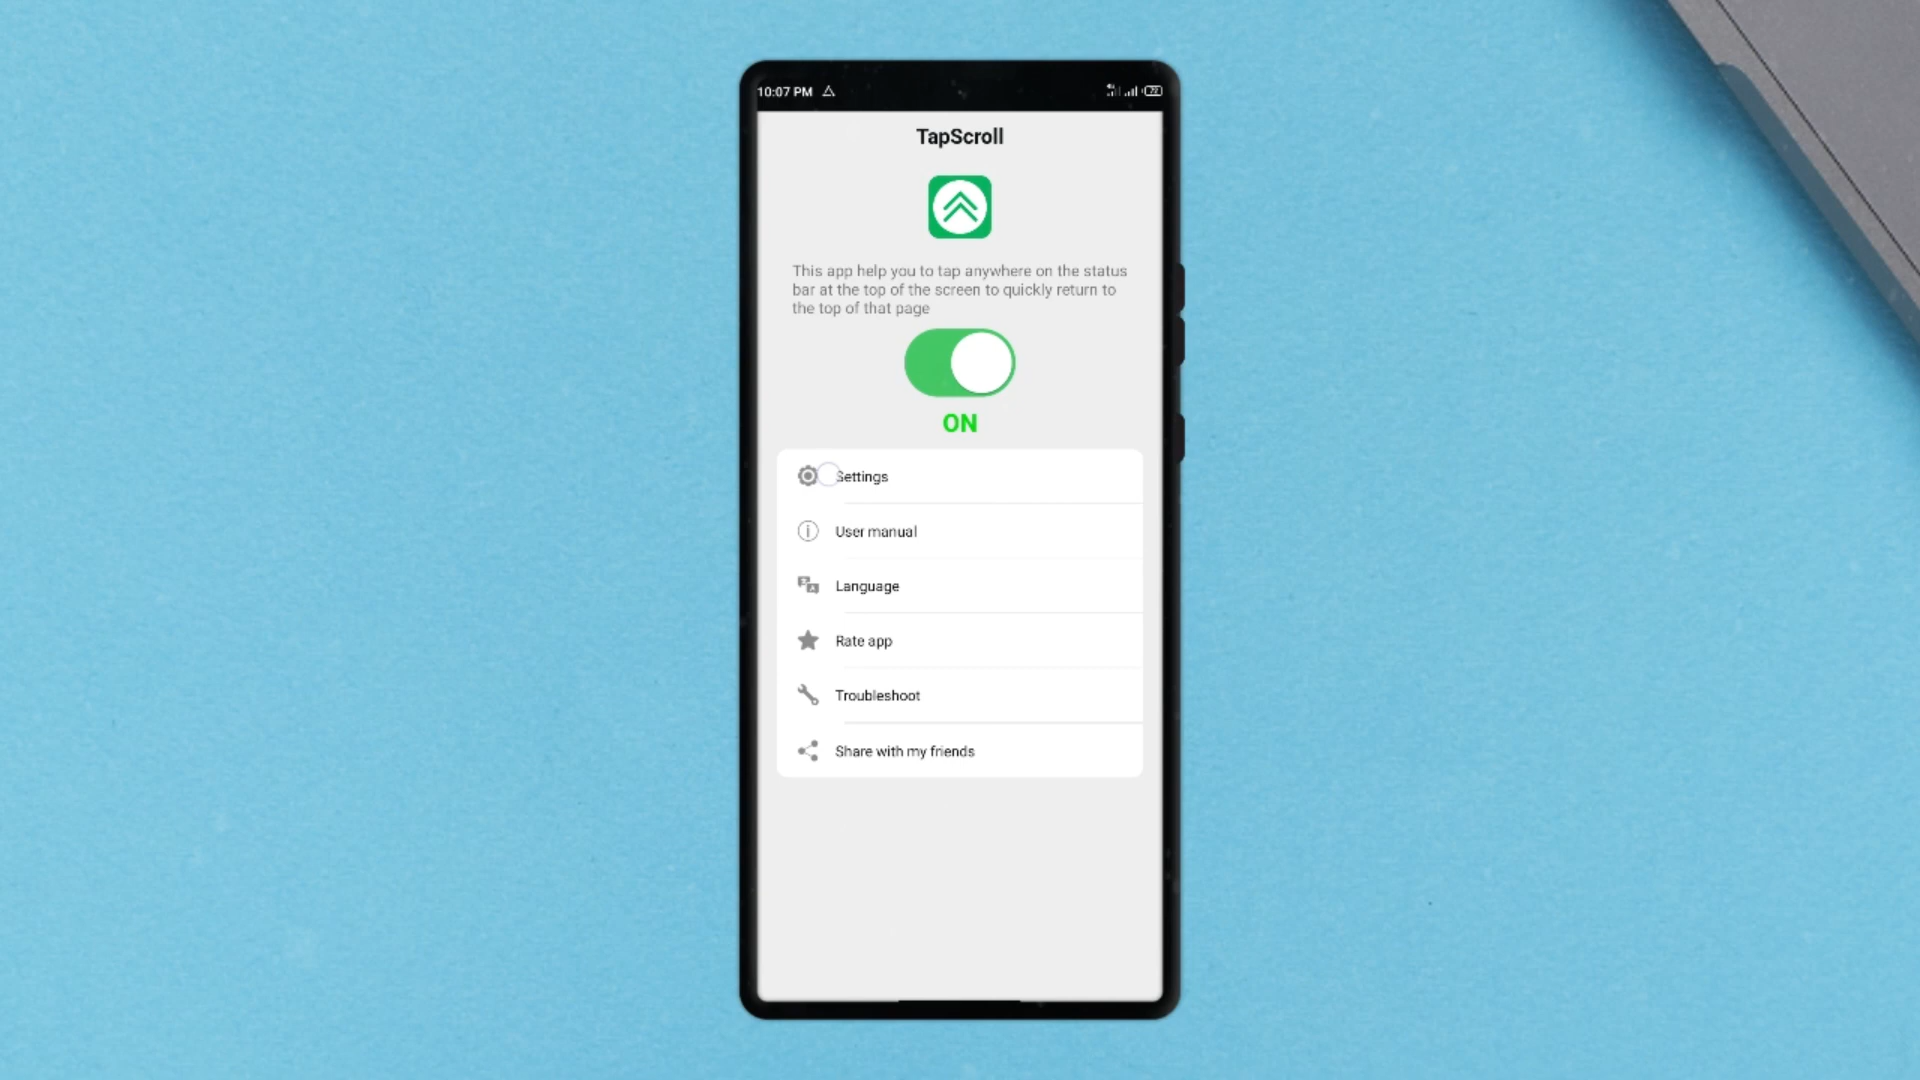 10:07 PM
TapScroll
This app help you to tap anywhere on the status
bar at the top of the screen to quickly return to
the top of that page
ON
Settings
User manual
Language
Rate app
Troubleshoot
Share with my friends